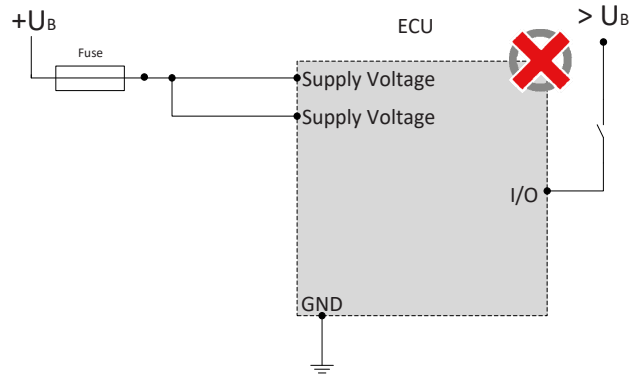 +UB
ECU
> UB
Fuse
Supply Voltage
Supply Voltage
I/O
GND